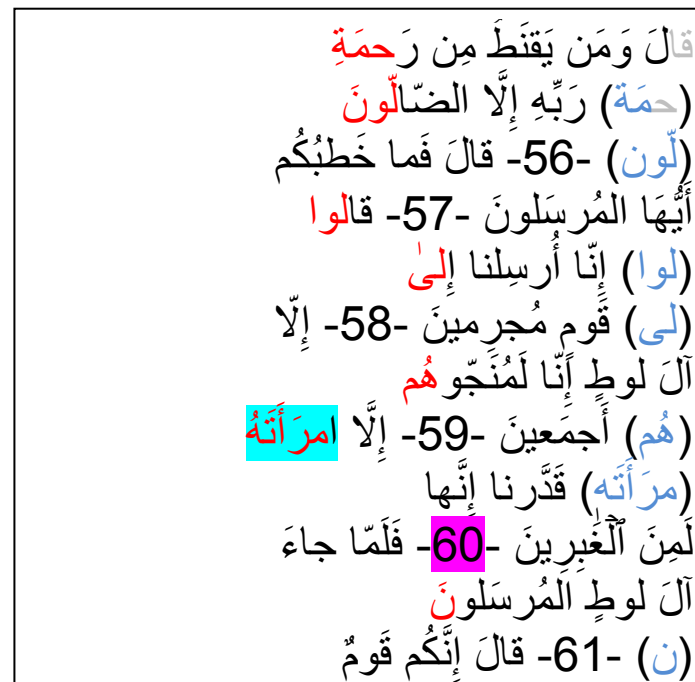 قالَ وَمَن يَقنَطُ مِن رَحمَةِ
(حمَة) رَبِّهِ إِلَّا الضّالّونَ
(لّون) -56- قالَ فَما خَطبُكُم
أَيُّهَا المُرسَلونَ -57- قالوا
(لوا) إِنّا أُرسِلنا إِلىٰ
(لى) قَومٍ مُجرِمينَ -58- إِلّا
آلَ لوطٍ إِنّا لَمُنَجّوهُم
(هُم) أَجمَعينَ -59- إِلَّا امرَأَتَهُ
(مرَأَتَه) قَدَّرنا إِنَّها
لَمِنَ ٱلْغَٰبِرِينَ -60- فَلَمّا جاءَ
آلَ لوطٍ المُرسَلونَ
(ن) -61- قالَ إِنَّكُم قَومٌ